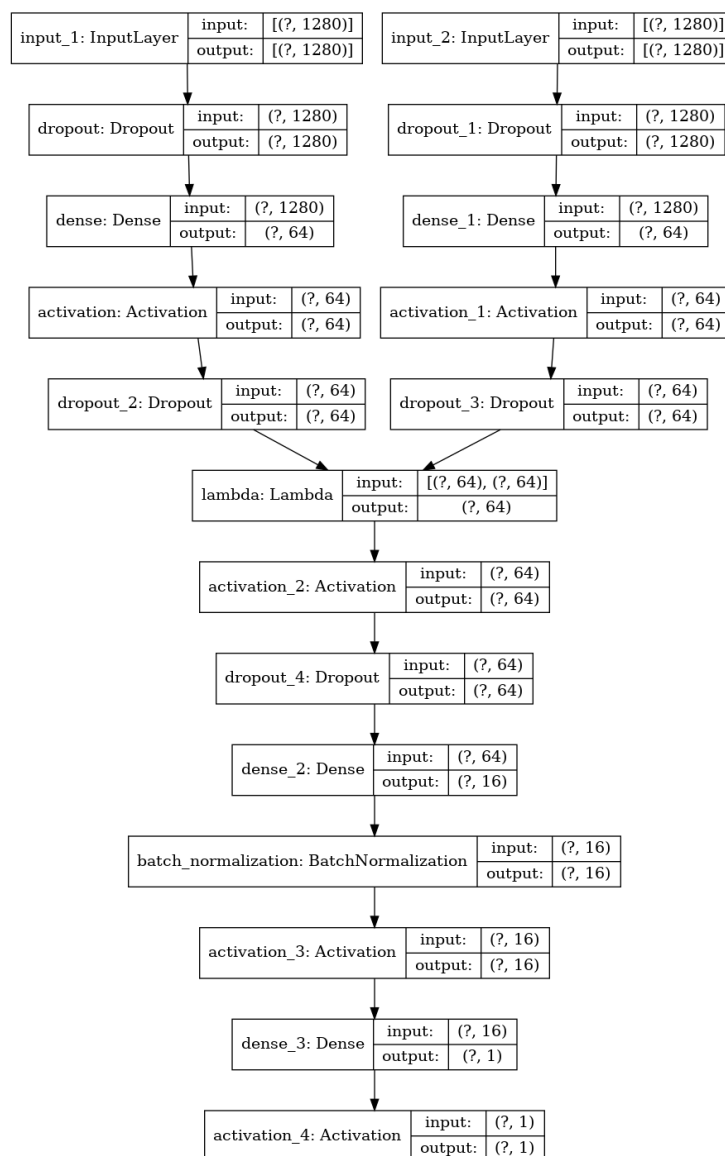 input_1: InputLayer input: [(?, 1280)] output: [(?, 1280)]
input_2: InputLayer input: [(?, 1280)] output: [(?, 1280)]
dropout: Dropout input: (?, 1280) output: (?, 1280)
dropout_1: Dropout input: (?, 1280) output: (?, 1280)
dense: Dense input: (?, 1280) output: (?, 64)
dense_1: Dense input: (?, 1280) output: (?, 64)
activation: Activation input: (?, 64) output: (?, 64)
activation_1: Activation input: (?, 64) output: (?, 64)
dropout_2: Dropout input: (?, 64) output: (?, 64)
dropout_3: Dropout input: (?, 64) output: (?, 64)
lambda: Lambda input: [(?, 64), (?, 64)] output: (?, 64)
activation_2: Activation input: (?, 64) output: (?, 64)
dropout_4: Dropout input: (?, 64) output: (?, 64)
dense_2: Dense input: (?, 64) output: (?, 16)
batch_normalization: BatchNormalization input: (?, 16) output: (?, 16)
activation_3: Activation input: (?, 16) output: (?, 16)
dense_3: Dense input: (?, 16) output: (?, 1)
activation_4: Activation input: (?, 1) output: (?, 1)